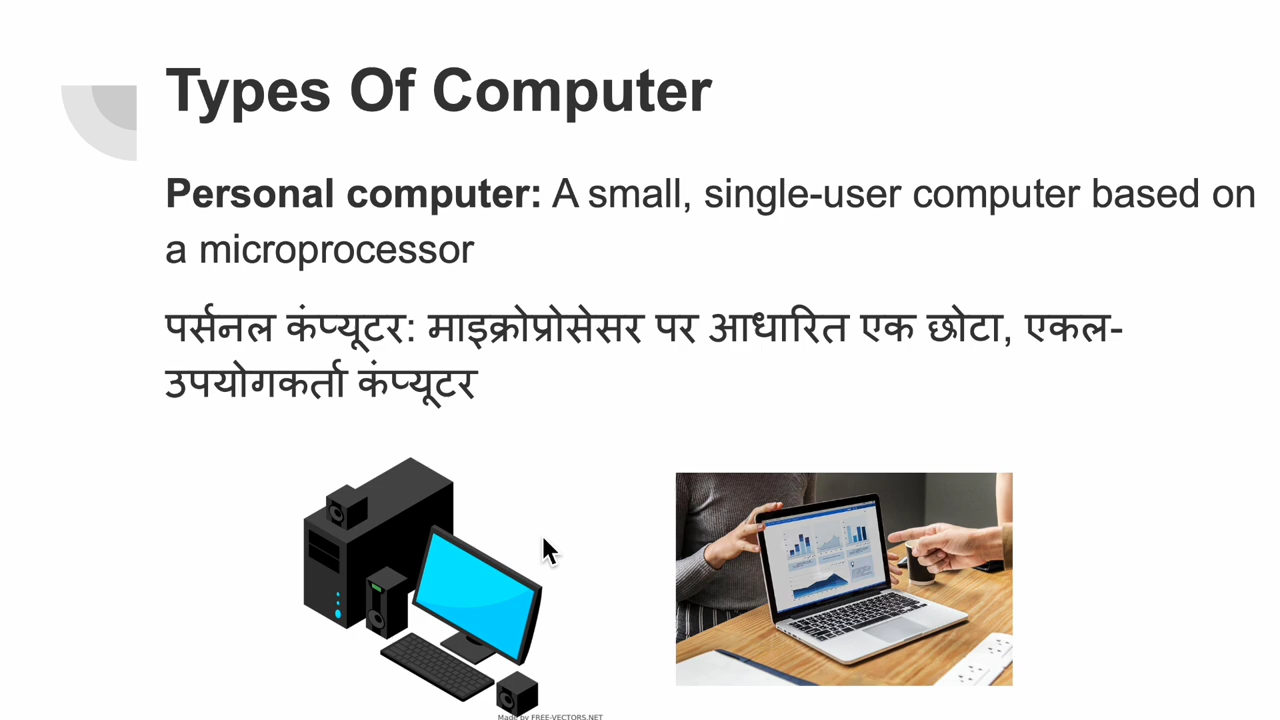 Types Of Computer
Personal computer: A small, single-user computer based on
a microprocessor
पर्सनल कंप्यूटर: माइक्रोप्रोसेसर पर आधारित एक छोटा, एकल-
उपयोगकर्ता कंप्यूटर
Made by FREE-VECTORS.NET